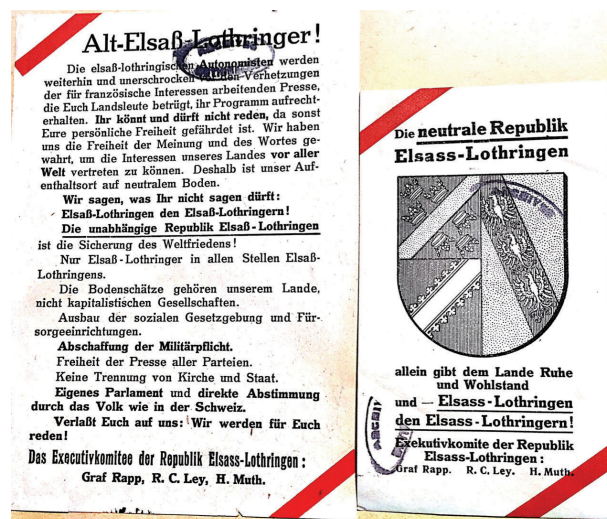 Alt-Elsaß-Lothringer!
Die elsaß-lothringischen Autonomisten werden
weiterhin und unerschrocken vor den Verhetzungen
der für französische Interessen arbeitenden Presse,
die Euch Landsleute betrügt, ihr Programm aufrecht-
erhalten. Ihr könnt und dürft nicht reden, da sonst
Eure persönliche Freiheit gefährdet ist. Wir haben
uns die Freiheit der Meinung und des Wortes ge-
wahrt, um die Interessen unseres Landes vor aller
Welt vertreten zu können. Deshalb ist unser Auf-
enthaltsort auf neutralem Boden.
Wir sagen, was Ihr nicht sagen dürft:
Elsaß-Lothringen den Elsaß-Lothringern!
Die unabhängige Republik Elsaß-Lothringen
ist die Sicherung des Weltfriedens!
Nur Elsaß-Lothringer in allen Stellen Elsaß-
Lothringens.
Die Bodenschätze gehören unserem Lande,
nicht kapitalistischen Gesellschaften.
Ausbau der sozialen Gesetzgebung und Für-
sorgeeinrichtungen.
Abschaffung der Militärpflicht.
Freiheit der Presse aller Parteien.
Keine Trennung von Kirche und Staat.
Eigenes Parlament und direkte Abstimmung
durch das Volk wie in der Schweiz.
Verlaßt Euch auf uns: Wir werden für Euch
reden!
Das Executivkomitee der Republik Elsass-Lothringen:
Graf Rapp, R. C. Ley, H. Muth.
Die neutrale Republik
Elsass-Lothringen
ARCHIVES
allein gibt dem Lande Ruhe
und Wohlstand
und — Elsass-Lothringen
den Elsass-Lothringern!
Exekutivkomite der Republik
Elsass-Lothringen:
Graf Rapp. R. C. Ley. H. Muth.